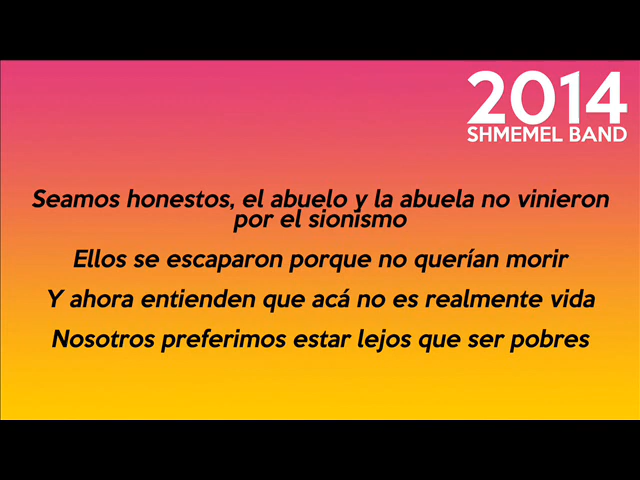 2014
SHMEMEL BAND
Seamos honestos, el abuelo y la abuela no vinieron
por el sionismo
Ellos se escaparon porque no querían morir
Y ahora entienden que acá no es realmente vida
Nosotros preferimos estar lejos que ser pobres